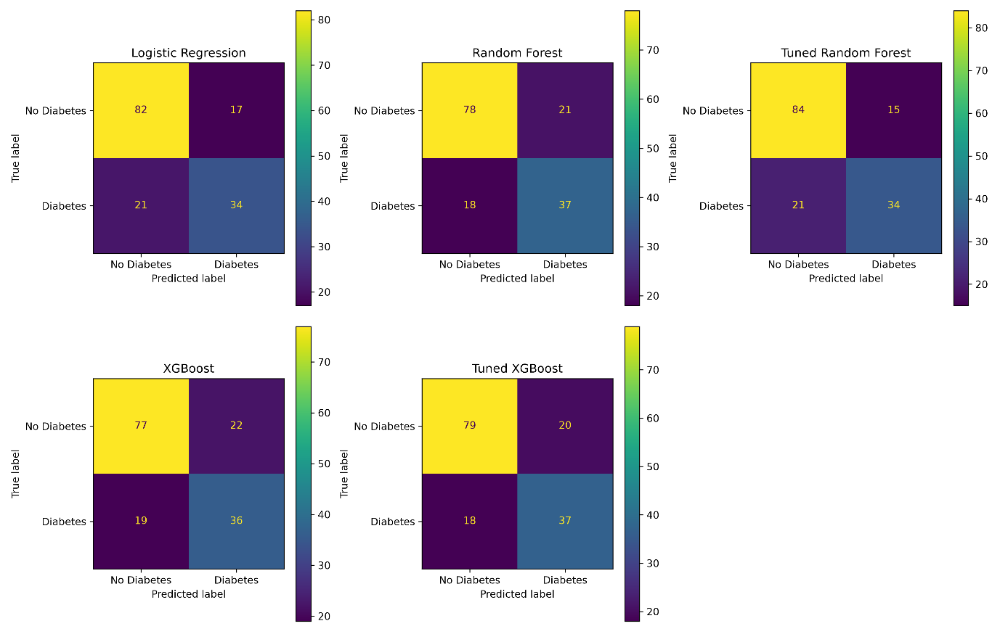 Logistic Regression
True label
No Diabetes
Diabetes
82
17
21
34
No Diabetes
Diabetes
Predicted label
80
70
60
50
40
30
20
Random Forest
True label
No Diabetes
Diabetes
78
21
18
37
No Diabetes
Diabetes
Predicted label
70
60
50
40
30
20
Tuned Random Forest
True label
No Diabetes
Diabetes
84
15
21
34
No Diabetes
Diabetes
Predicted label
80
70
60
50
40
30
20
XGBoost
True label
No Diabetes
Diabetes
77
22
19
36
No Diabetes
Diabetes
Predicted label
70
60
50
40
30
20
Tuned XGBoost
True label
No Diabetes
Diabetes
79
20
18
37
No Diabetes
Diabetes
Predicted label
70
60
50
40
30
20